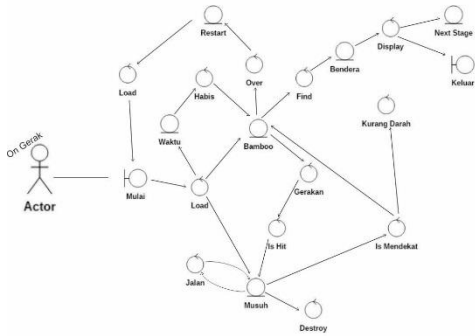 Restart
Next Stage
Display
Bendera
Keluar
Load
Habis
Over
Find
Kurang Darah
On Gerak
Waktu
Bamboo
Actor
Mulai
Load
Gerakan
Is Hit
Is Mendekat
Jalan
Musuh
Destroy